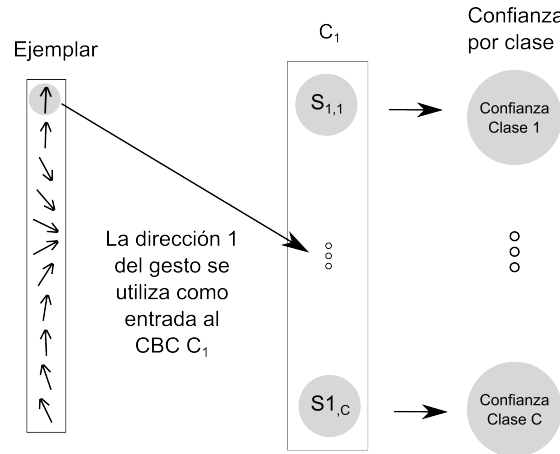 Ejemplar
C₁
Confianza
por clase
S₁,₁
Confianza
Clase 1
La dirección 1
del gesto se
utiliza como
entrada al
CBC C₁
S1,C
Confianza
Clase C